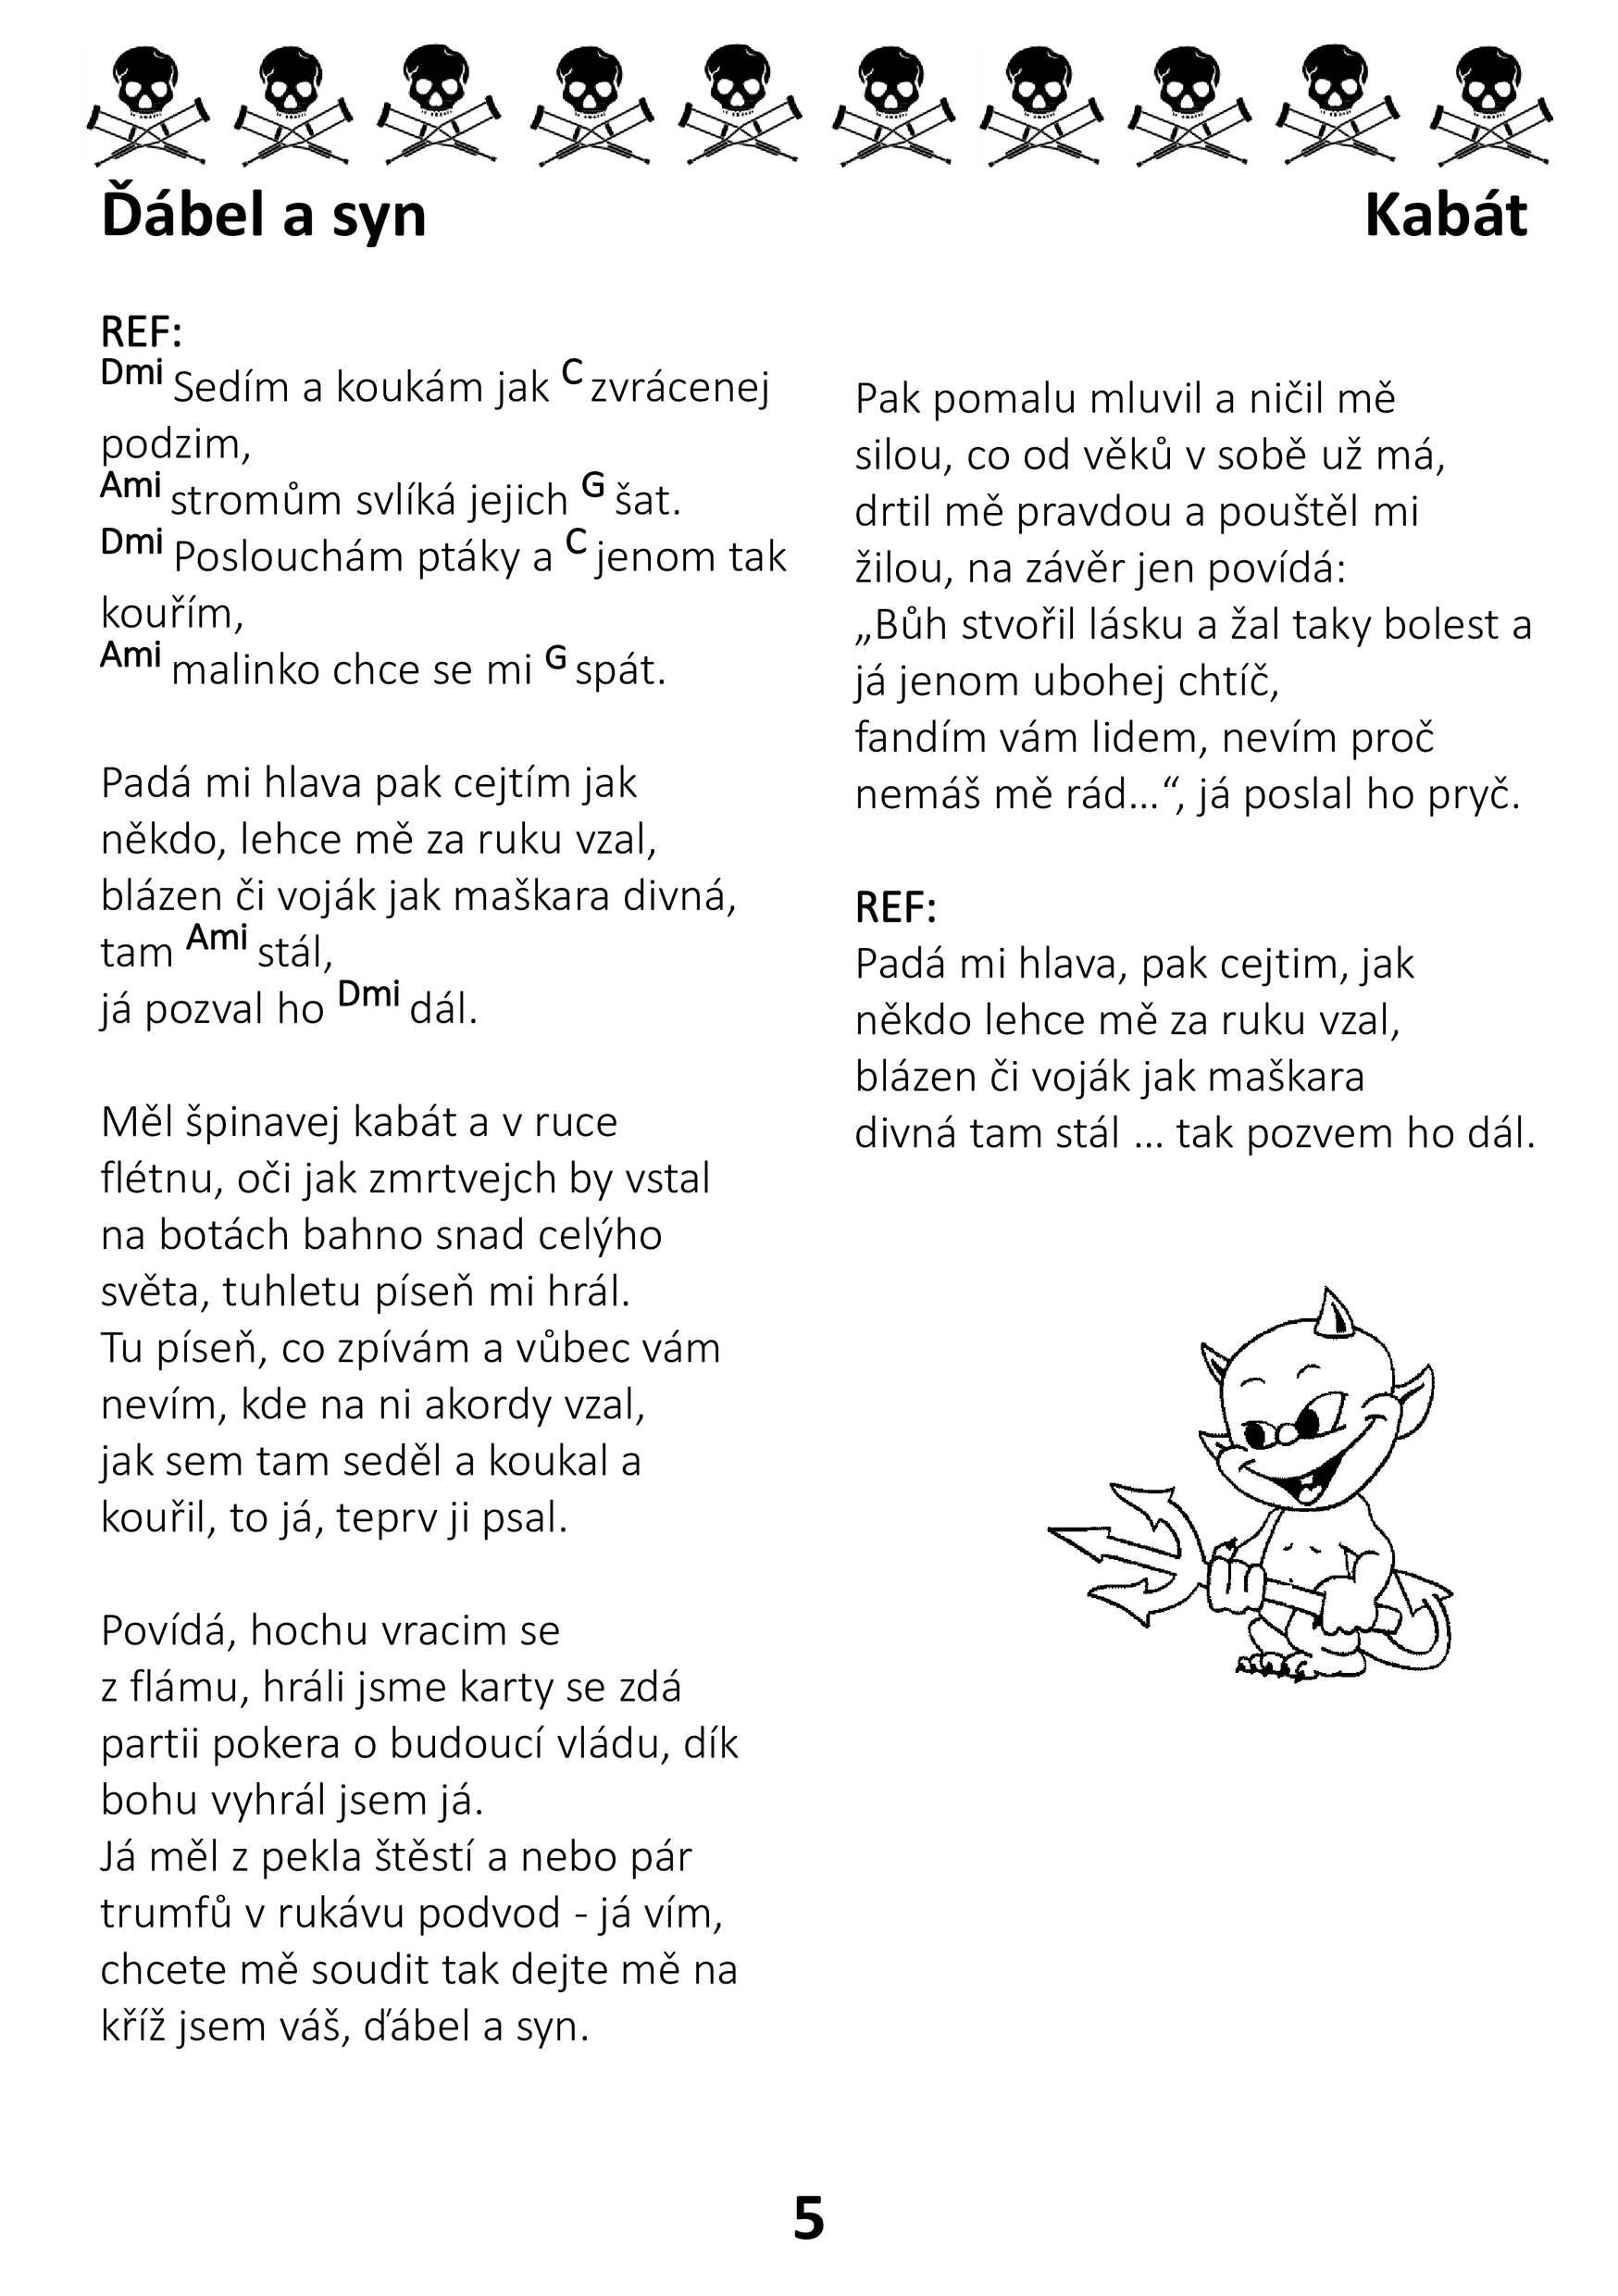 Ďábel a syn
Kabát
REF:
Dmi Sedím a koukám jak C zvrácenej
podzim,
Ami stromům svlíká jejich G šat.
Dmi Poslouchám ptáky a C jenom tak
kouřím,
Ami malinko chce se mi G spát.
Padá mi hlava pak cejtím jak
někdo, lehce mě za ruku vzal,
blázen či voják jak maškara divná,
tam Ami stál,
já pozval ho Dmi dál.
Měl špinavej kabát a v ruce
flétnu, oči jak zmrtvejch by vstal
na botách bahno snad celýho
světa, tuhletu píseň mi hrál.
Tu píseň, co zpívám a vůbec vám
nevím, kde na ni akordy vzal,
jak sem tam seděl a koukal a
kouřil, to já, teprv ji psal.
Povídá, hochu vracim se
z flámu, hráli jsme karty se zdá
partii pokera o budoucí vládu, dík
bohu vyhrál jsem já.
Já měl z pekla štěstí a nebo pár
trumfů v rukávu podvod - já vím,
chcete mě soudit tak dejte mě na
kříž jsem váš, ďábel a syn.
Pak pomalu mluvil a ničil mě
silou, co od věků v sobě už má,
drtil mě pravdou a pouštěl mi
žilou, na závěr jen povídá:
„Bůh stvořil lásku a žal taky bolest a
já jenom ubohej chtíč,
fandím vám lidem, nevím proč
nemáš mě rád...“, já poslal ho pryč.
REF:
Padá mi hlava, pak cejtim, jak
někdo lehce mě za ruku vzal,
blázen či voják jak maškara
divná tam stál ... tak pozvem ho dál.
5